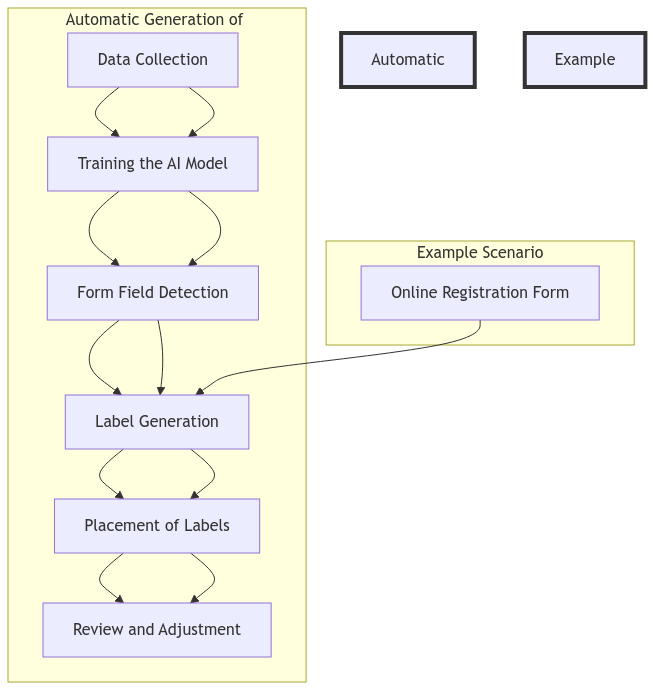 Automatic Generation of
Data Collection
Automatic
Example
Training the AI Model
Example Scenario
Form Field Detection
Online Registration Form
Label Generation
Placement of Labels
Review and Adjustment